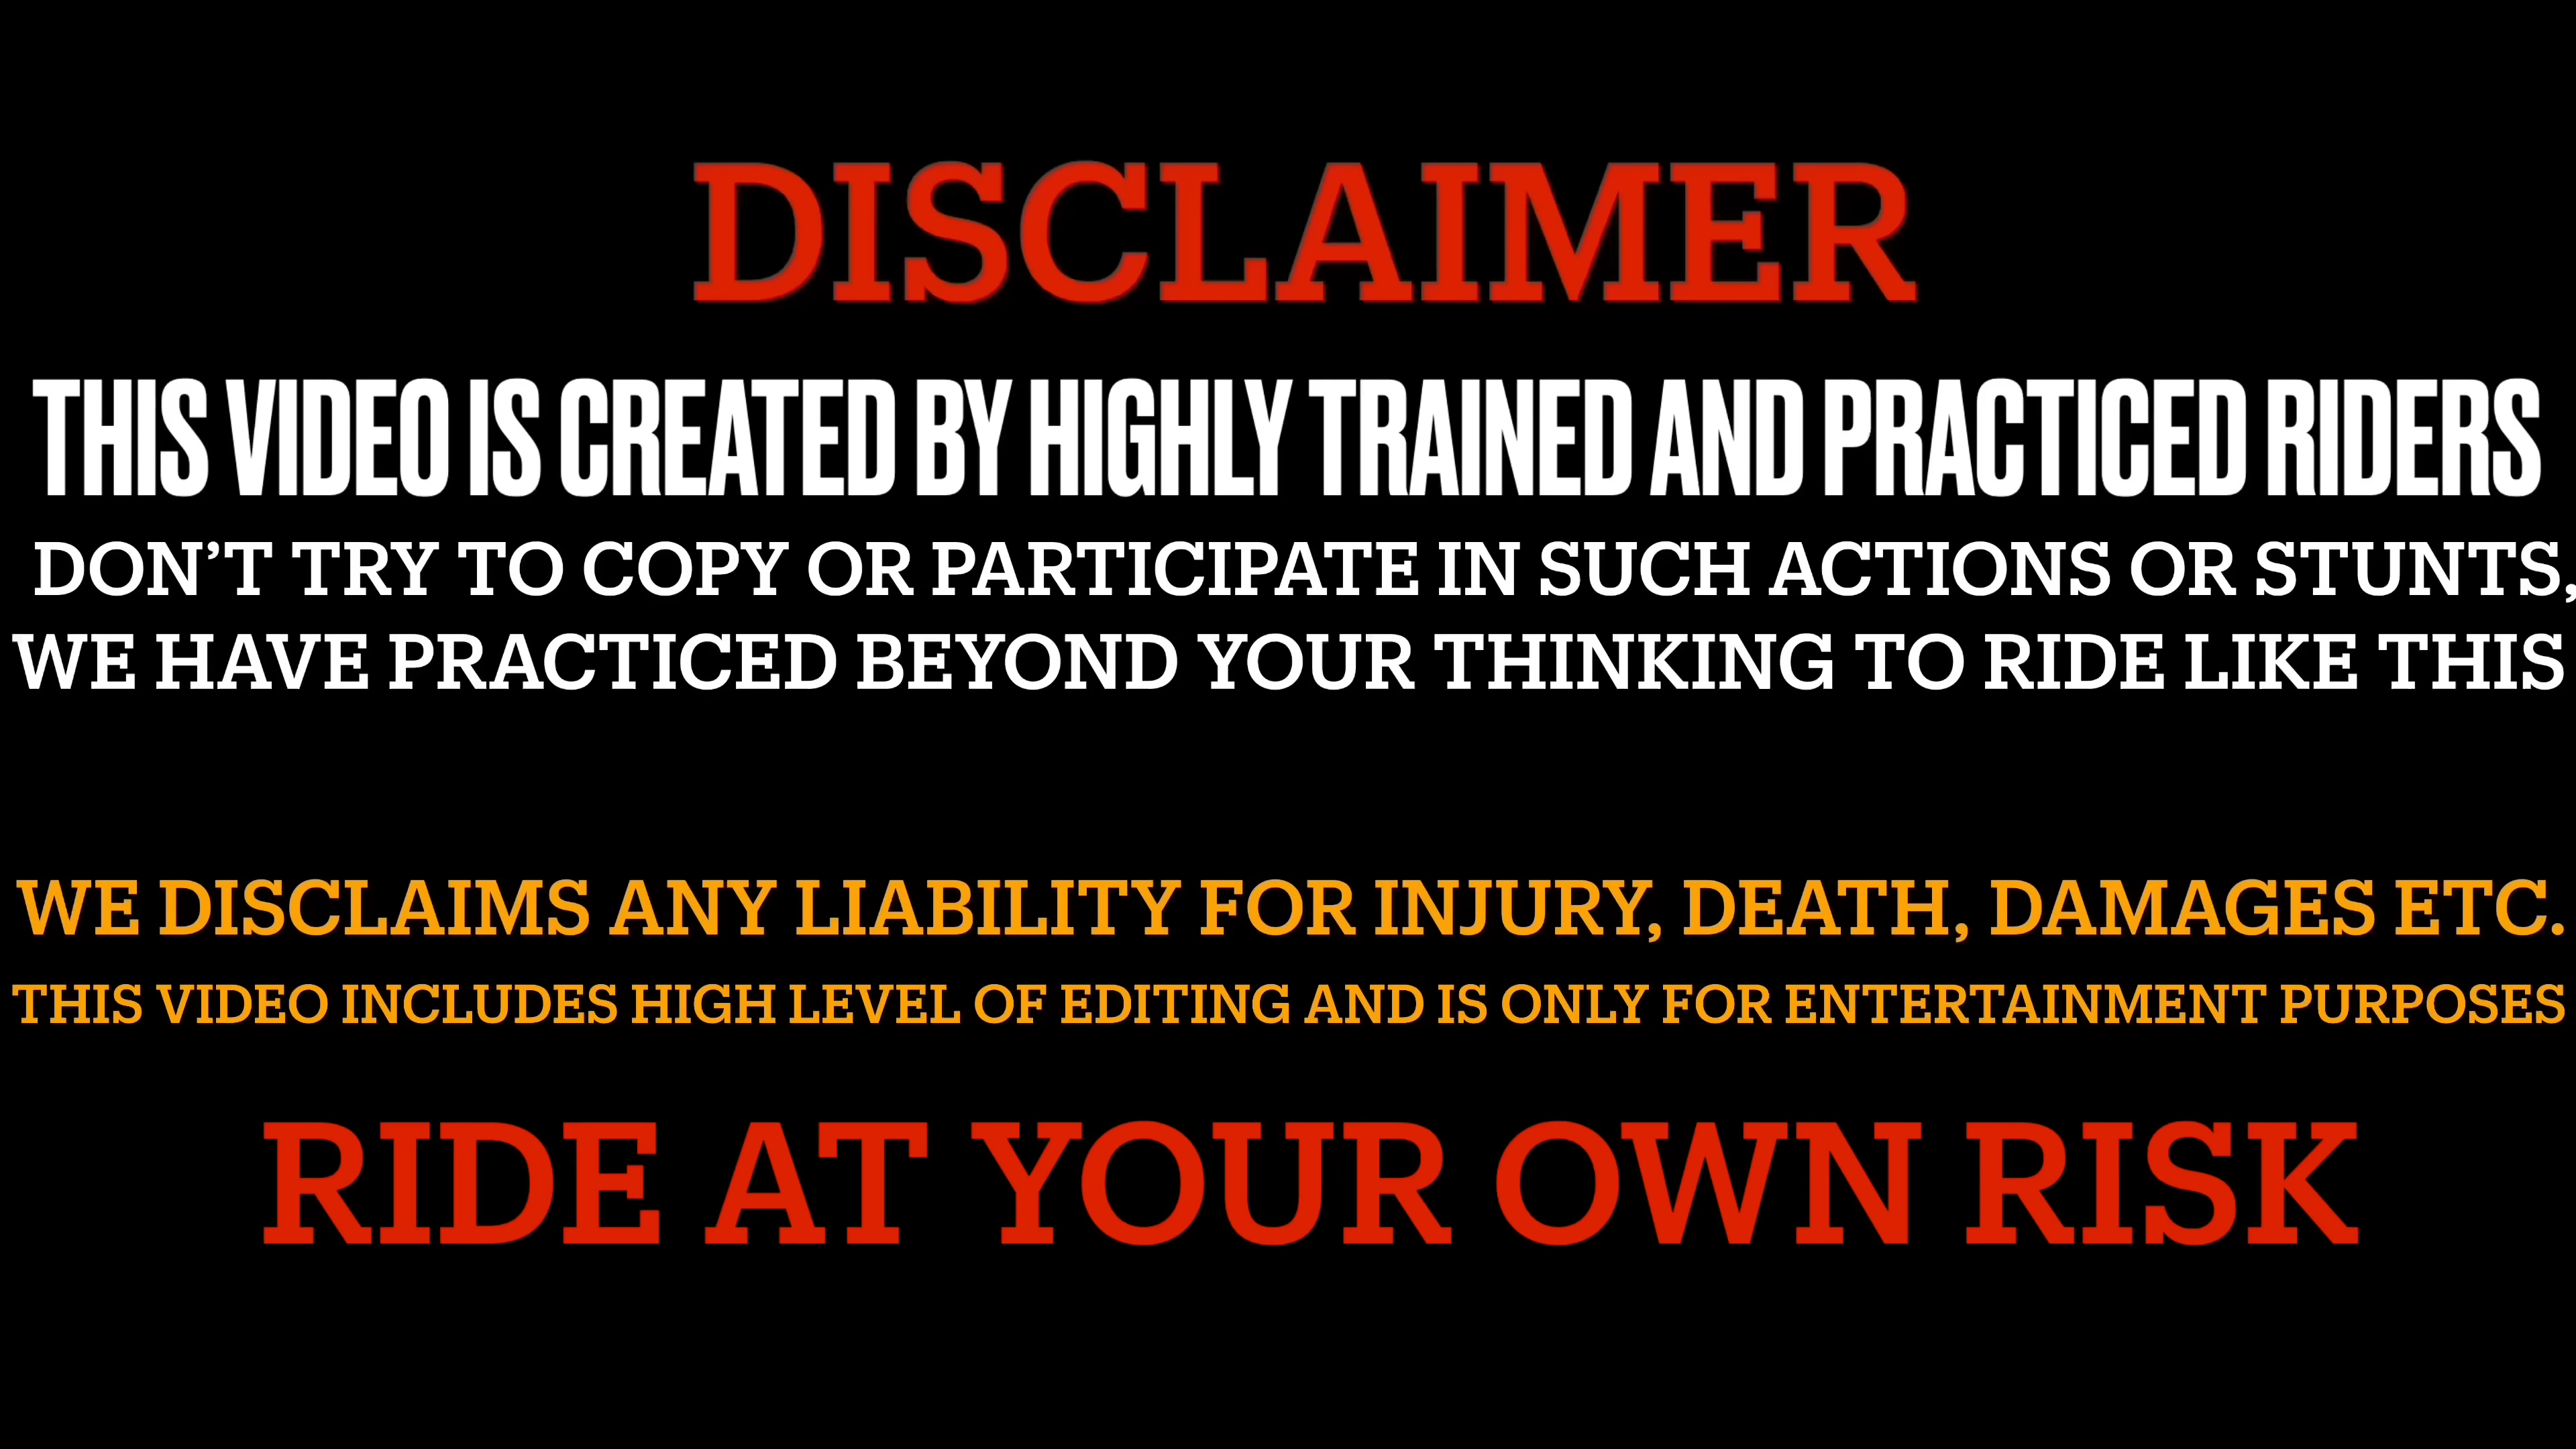 DISCLAIMER
THIS VIDEO IS CREATED BY HIGHLY TRAINED AND PRACTICED RIDERS
DON’T TRY TO COPY OR PARTICIPATE IN SUCH ACTIONS OR STUNTS,
WE HAVE PRACTICED BEYOND YOUR THINKING TO RIDE LIKE THIS
WE DISCLAIMS ANY LIABILITY FOR INJURY, DEATH, DAMAGES ETC.
THIS VIDEO INCLUDES HIGH LEVEL OF EDITING AND IS ONLY FOR ENTERTAINMENT PURPOSES
RIDE AT YOUR OWN RISK